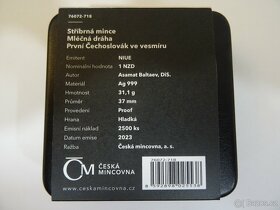 76072-718
Stříbrná mince
Mléčná dráha
První Čechoslovák ve vesmíru
Emitent NIUE
Nominální hodnota 1 NZD
Autor Asamat Baltaev, DiS.
Materiál Ag 999
Hmotnost 31,1 g
Průměr 37 mm
Provedení Proof
Hrana Hladká
Emisní náklad 2500 ks
Datum emise 2023
Ražba Česká mincovna, a. s.
ČM ČESKÁ
MINCOVNA
www.ceskamincovna.cz
76072-718